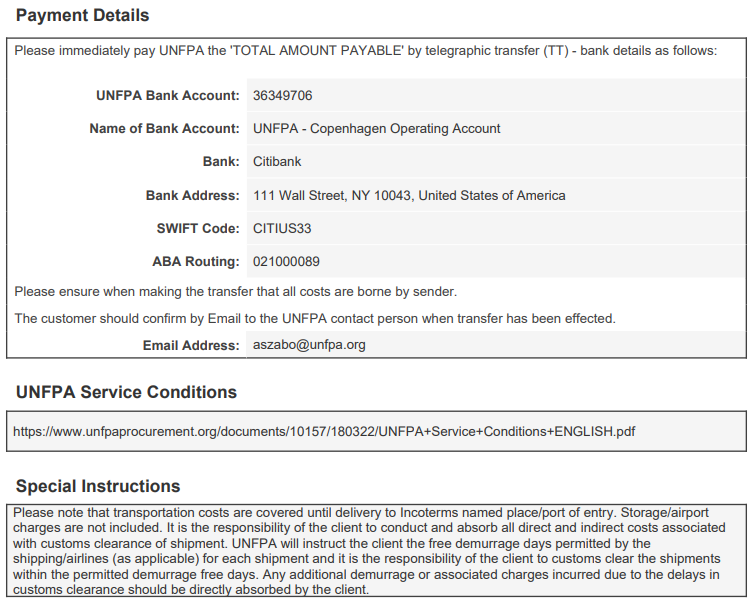 Payment Details
Please immediately pay UNFPA the 'TOTAL AMOUNT PAYABLE' by telegraphic transfer (TT) - bank details as follows:
UNFPA Bank Account: 36349706
Name of Bank Account: UNFPA - Copenhagen Operating Account
Bank: Citibank
Bank Address: 111 Wall Street, NY 10043, United States of America
SWIFT Code: CITIUS33
ABA Routing: 021000089
Please ensure when making the transfer that all costs are borne by sender.
The customer should confirm by Email to the UNFPA contact person when transfer has been effected.
Email Address: aszabo@unfpa.org
UNFPA Service Conditions
https://www.unfpaprocurement.org/documents/10157/180322/UNFPA+Service+Conditions+ENGLISH.pdf
Special Instructions
Please note that transportation costs are covered until delivery to Incoterms named place/port of entry. Storage/airport
charges are not included. It is the responsibility of the client to conduct and absorb all direct and indirect costs associated
with customs clearance of shipment. UNFPA will instruct the client the free demurrage days permitted by the
shipping/airlines (as applicable) for each shipment and it is the responsibility of the client to customs clear the shipments
within the permitted demurrage free days. Any additional demurrage or associated charges incurred due to the delays in
customs clearance should be directly absorbed by the client.